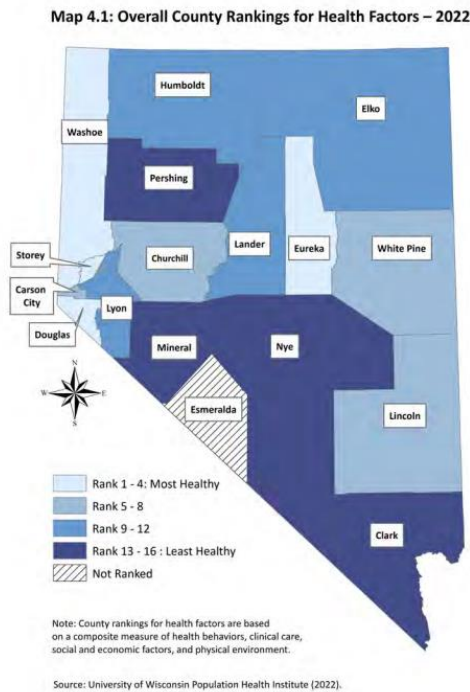 Map 4.1: Overall County Rankings for Health Factors – 2022
Humboldt
Elko
Washoe
Pershing
Storey
Churchill
Lander
Eureka
White Pine
Carson
City
Lyon
Douglas
Mineral
Nye
N
W
E
S
Esmeralda
Lincoln
Rank 1 - 4: Most Healthy
Rank 5 - 8
Rank 9 - 12
Rank 13 - 16 : Least Healthy
Not Ranked
Clark
Note: County rankings for health factors are based
on a composite measure of health behaviors, clinical care,
social and economic factors, and physical environment.
Source: University of Wisconsin Population Health Institute (2022).